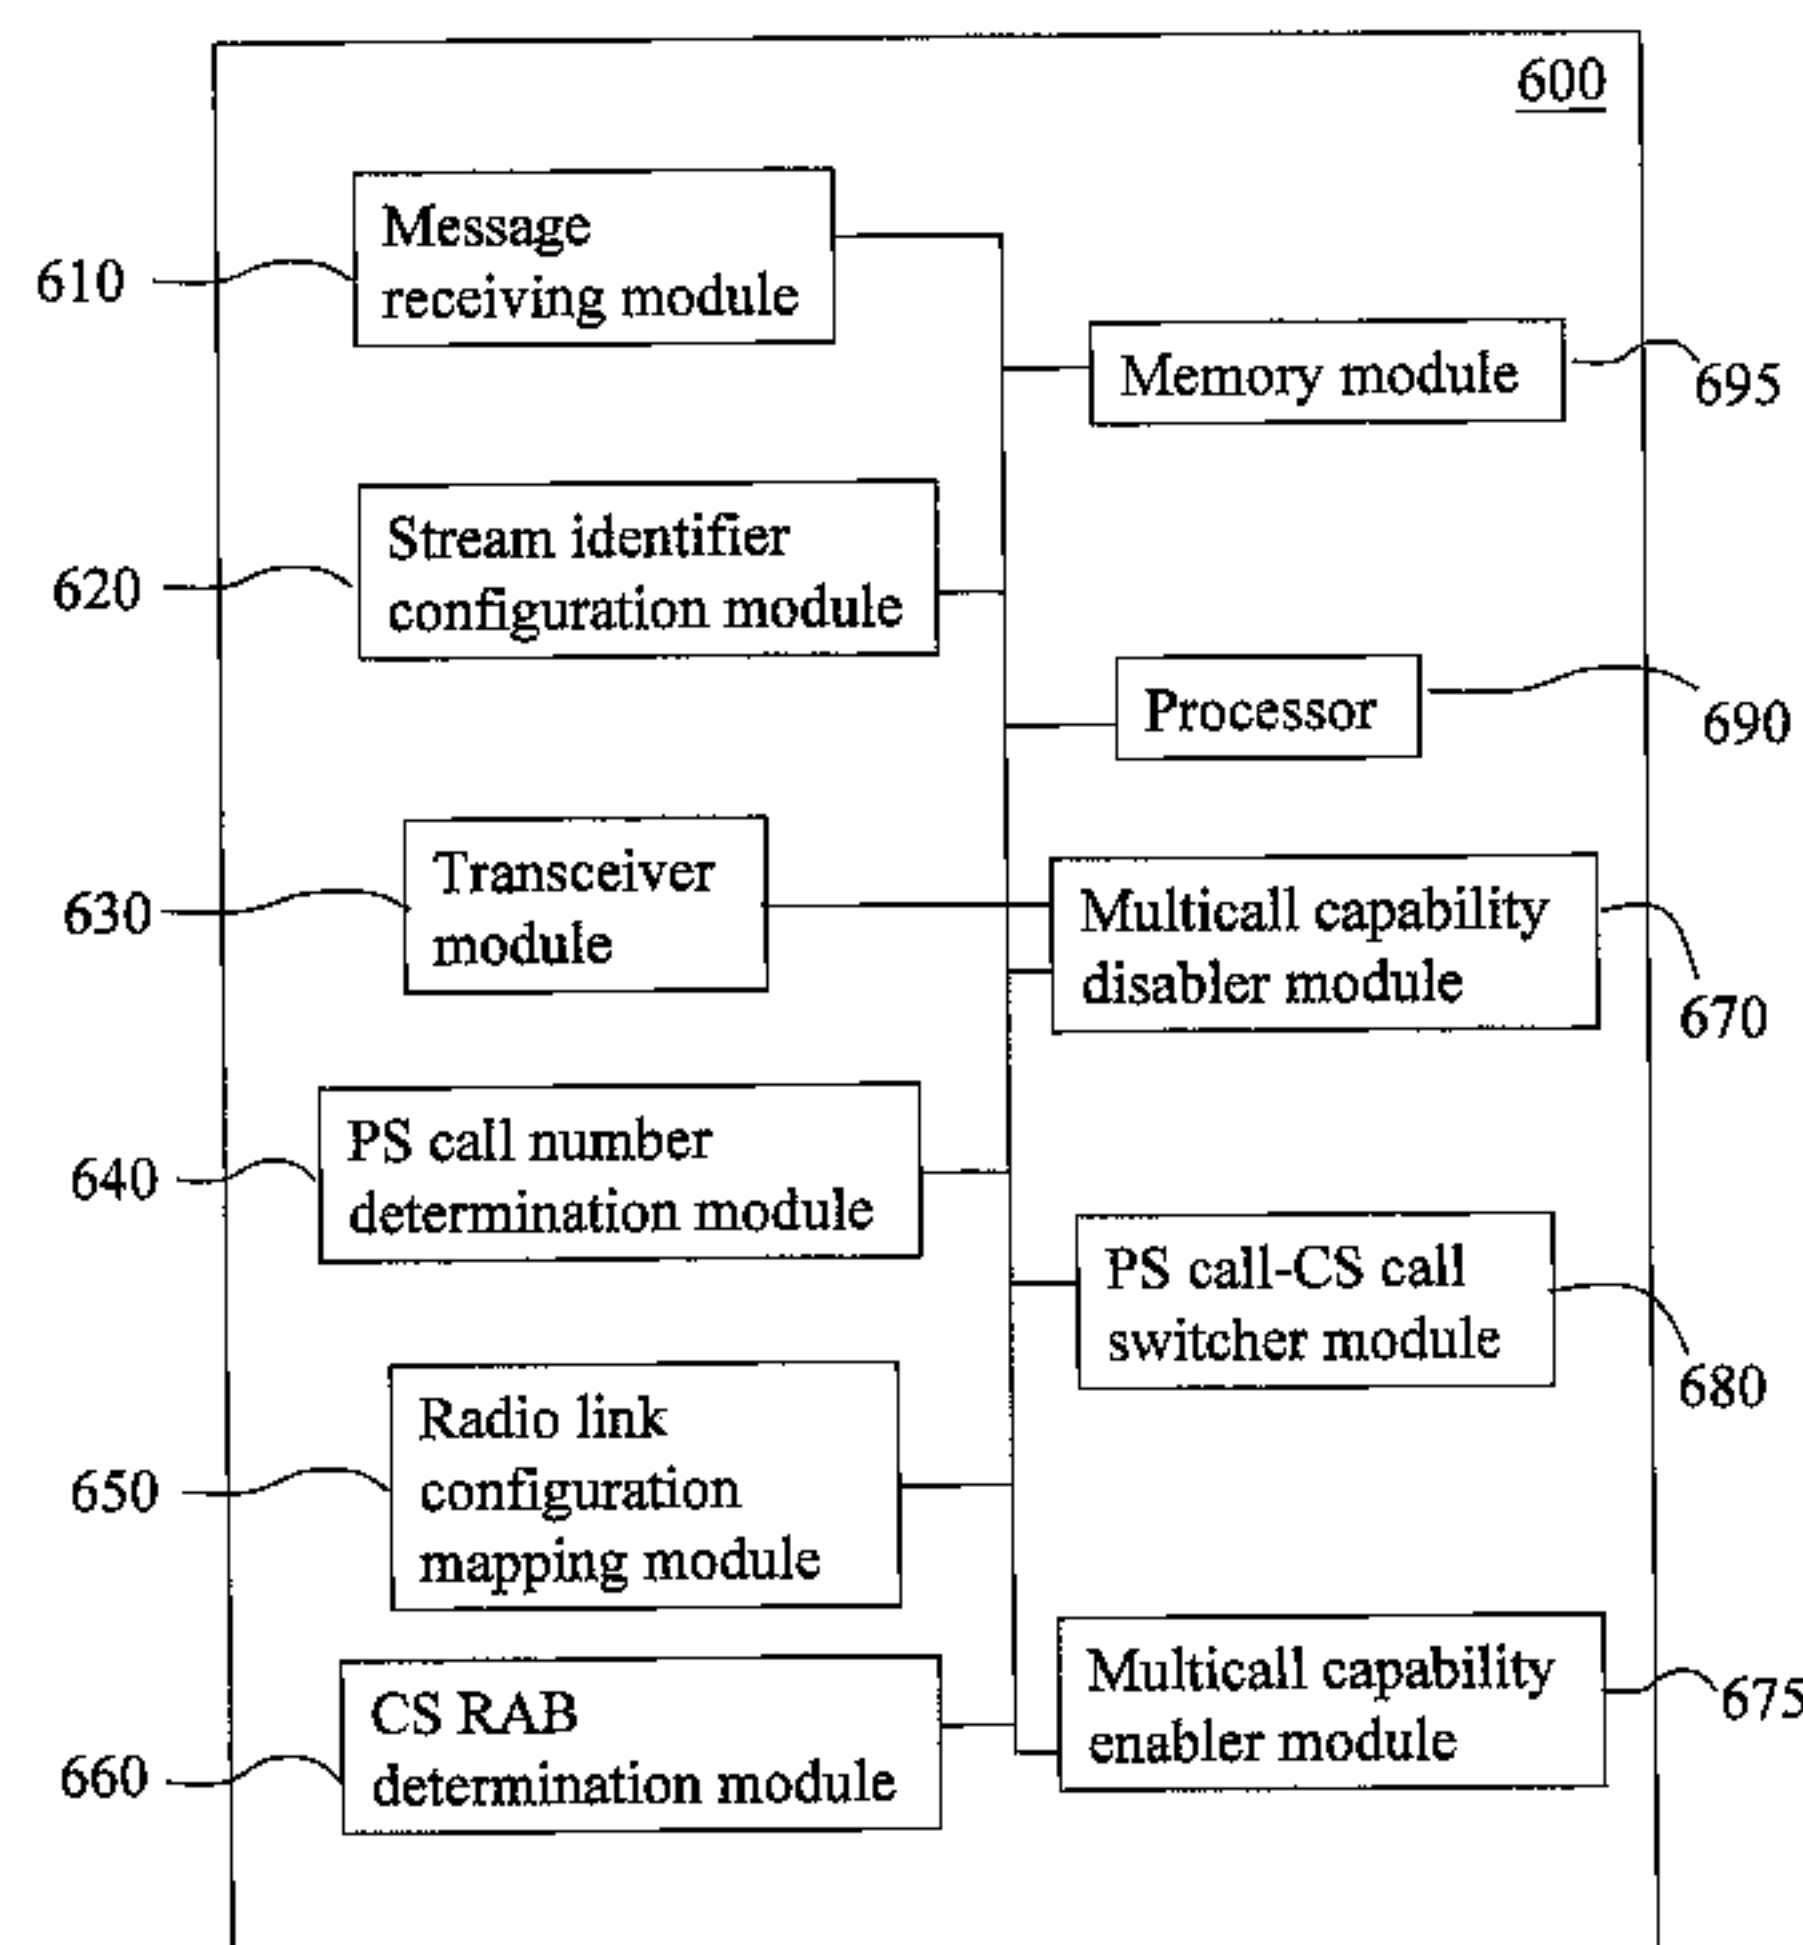 600
Message
receiving module
610
Memory module
695
Stream identifier
configuration module
620
Processor
690
Transceiver
module
630
Multicall capability
disabler module
670
PS call number
determination module
640
PS call-CS call
switcher module
680
Radio link
configuration
mapping module
650
Multicall capability
enabler module
675
CS RAB
determination module
660